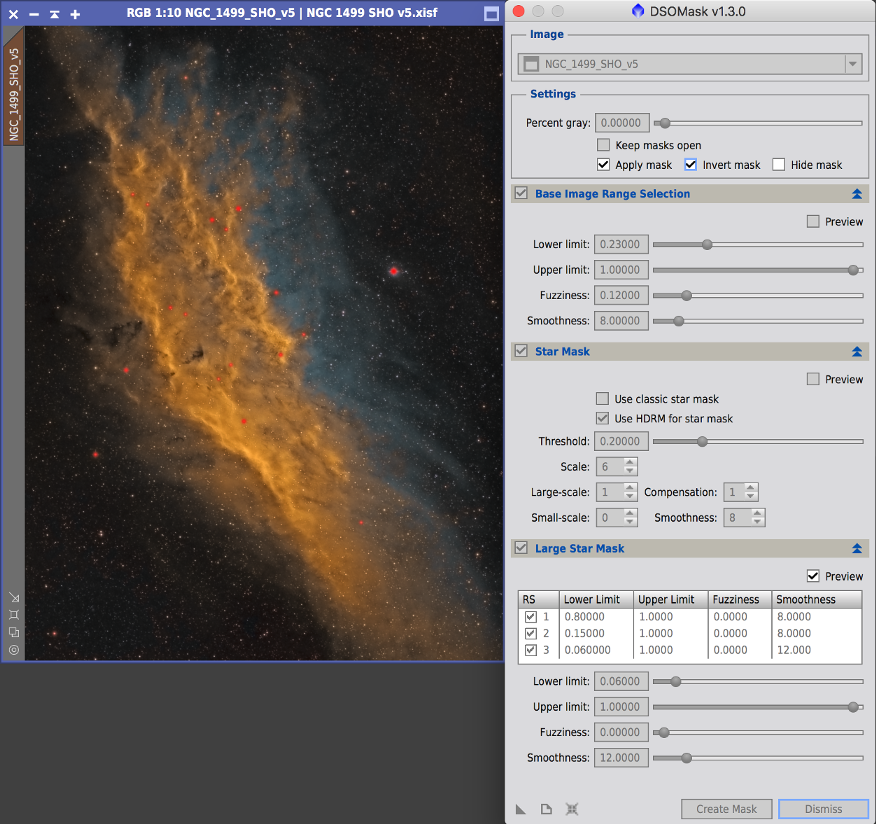 RGB 1:10 NGC_1499_SHO_v5 | NGC 1499 SHO v5.xisf
NGC_1499_SHO_v5
DSOMask v1.3.0
Image
NGC_1499_SHO_v5
Settings
Percent gray: 0.00000
Keep masks open
Apply mask Invert mask Hide mask
Base Image Range Selection
Preview
Lower limit: 0.23000
Upper limit: 1.00000
Fuzziness: 0.12000
Smoothness: 8.00000
Star Mask
Preview
Use classic star mask
Use HDRM for star mask
Threshold: 0.20000
Scale: 6
Large-scale: 1 Compensation: 1
Small-scale: 0 Smoothness: 8
Large Star Mask
Preview
RS Lower Limit Upper Limit Fuzziness Smoothness
1 0.80000 1.0000 0.0000 8.0000
2 0.15000 1.0000 0.0000 8.0000
3 0.060000 1.0000 0.0000 12.000
Lower limit: 0.06000
Upper limit: 1.00000
Fuzziness: 0.00000
Smoothness: 12.0000
Create Mask Dismiss